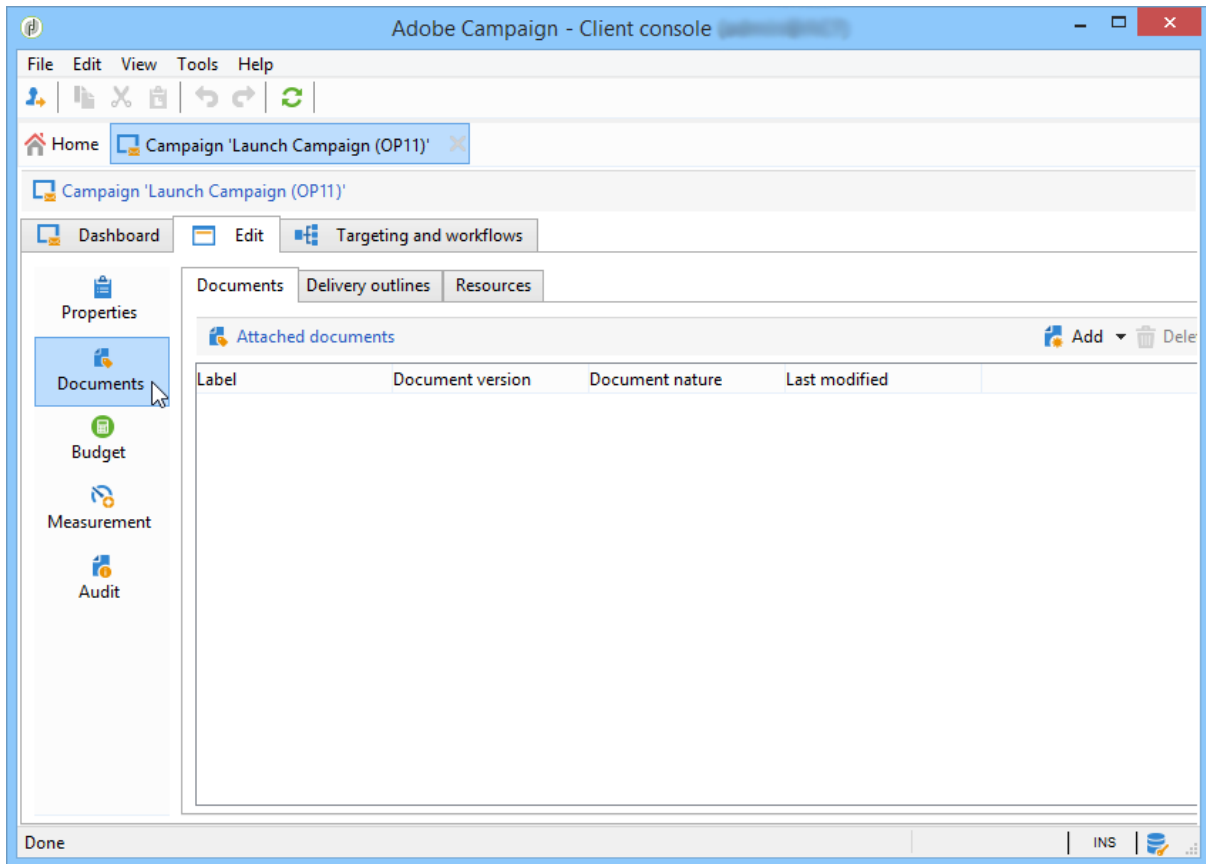 Adobe Campaign - Client console
File Edit View Tools Help
Home Campaign 'Launch Campaign (OP11)'
Campaign 'Launch Campaign (OP11)'
Dashboard Edit Targeting and workflows
Properties
Documents
Budget
Measurement
Audit
Documents Delivery outlines Resources
Attached documents Add Dele
Label Document version Document nature Last modified
Done INS